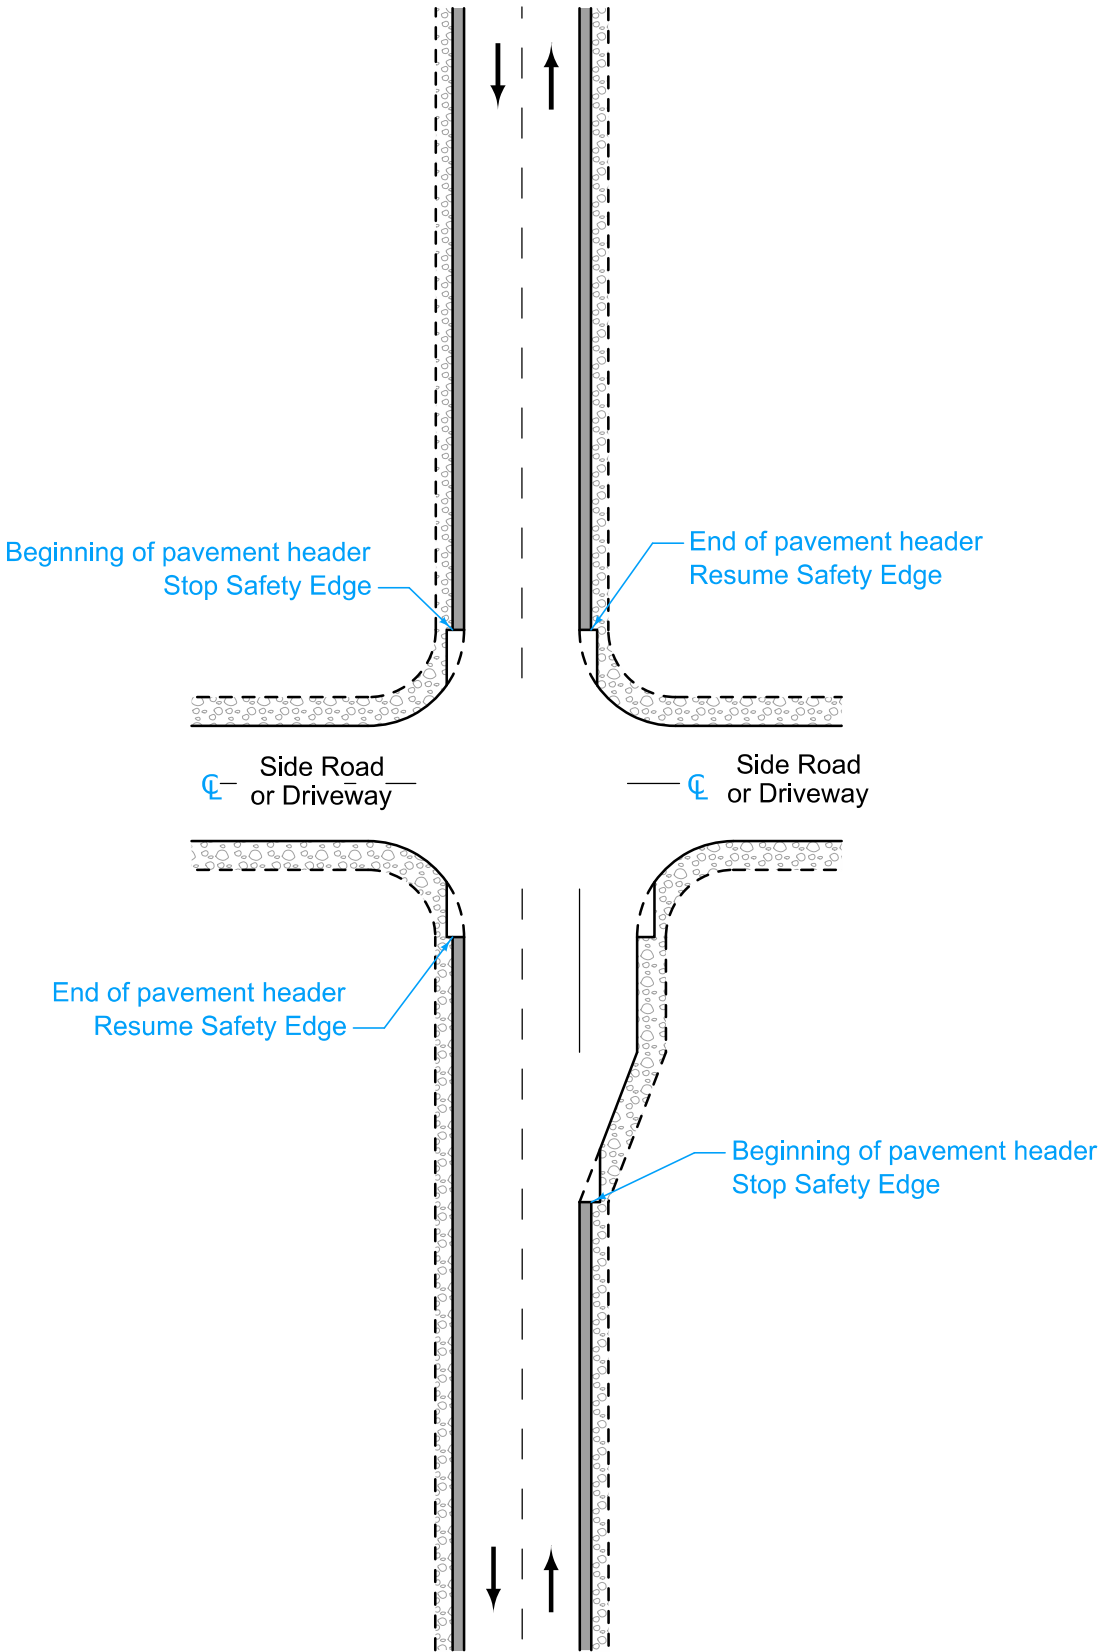 Beginning of pavement header
Stop Safety Edge
End of pavement header
Resume Safety Edge
℄ Side Road
or Driveway
℄ Side Road
or Driveway
End of pavement header
Resume Safety Edge
Beginning of pavement header
Stop Safety Edge